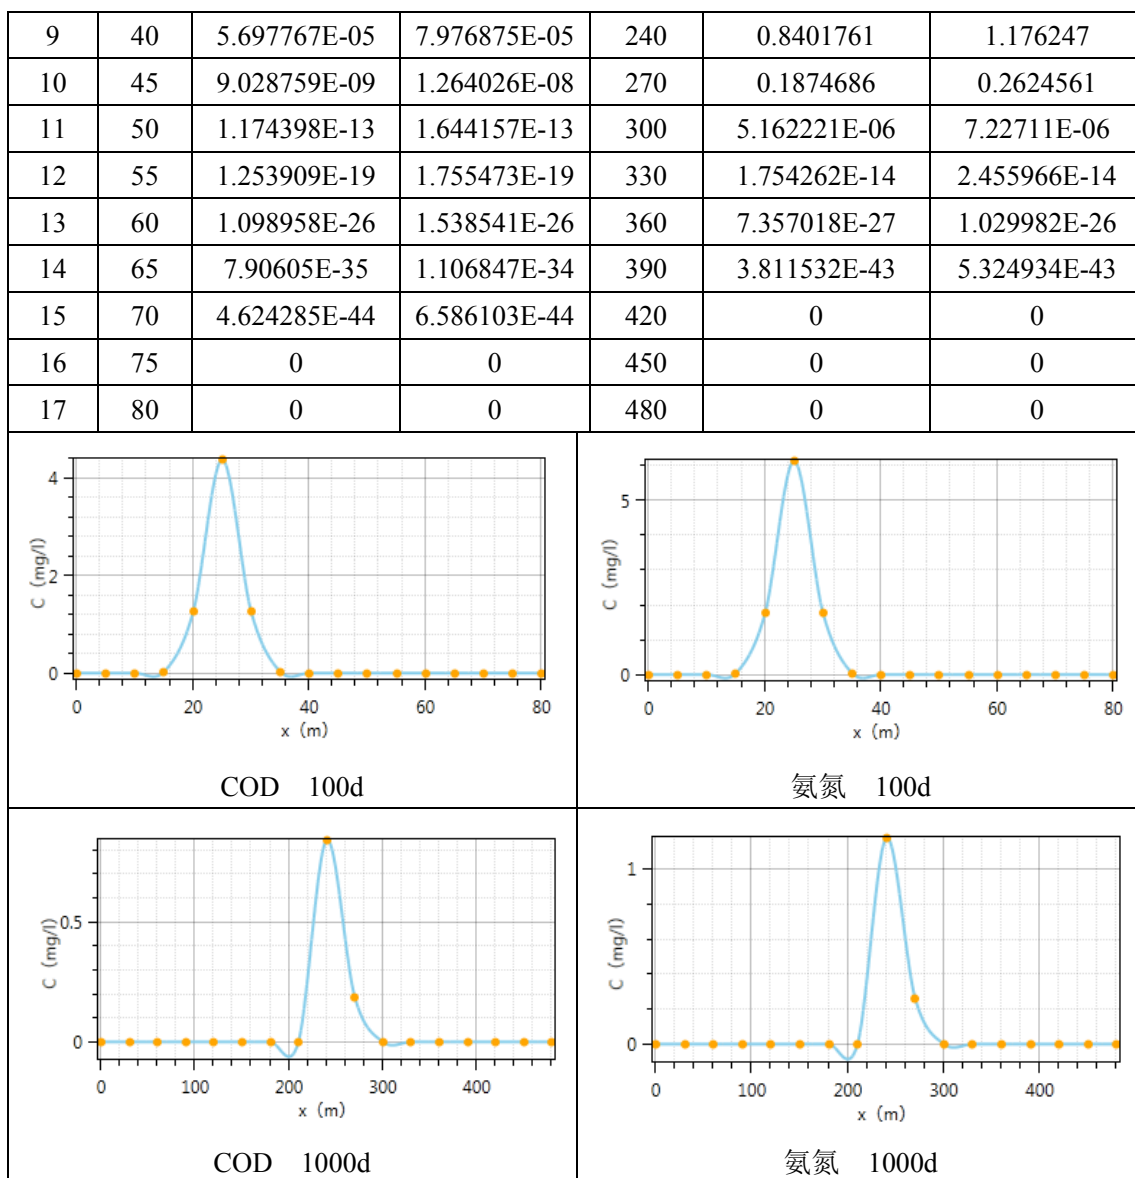 9 40 5.697767E-05 7.976875E-05 240 0.8401761 1.176247
10 45 9.028759E-09 1.264026E-08 270 0.1874686 0.2624561
11 50 1.174398E-13 1.644157E-13 300 5.162221E-06 7.22711E-06
12 55 1.253909E-19 1.755473E-19 330 1.754262E-14 2.455966E-14
13 60 1.098958E-26 1.538541E-26 360 7.357018E-27 1.029982E-26
14 65 7.90605E-35 1.106847E-34 390 3.811532E-43 5.324934E-43
15 70 4.624285E-44 6.586103E-44 420 0 0
16 75 0 0 450 0 0
17 80 0 0 480 0 0
C (mg/l)
4
2
0
0 20 40 60 80
x (m)
COD 100d
C (mg/l)
5
0
0 20 40 60 80
x (m)
氨氮 100d
C (mg/l)
0.5
0
0 100 200 300 400
x (m)
COD 1000d
C (mg/l)
1
0
0 100 200 300 400
x (m)
氨氮 1000d